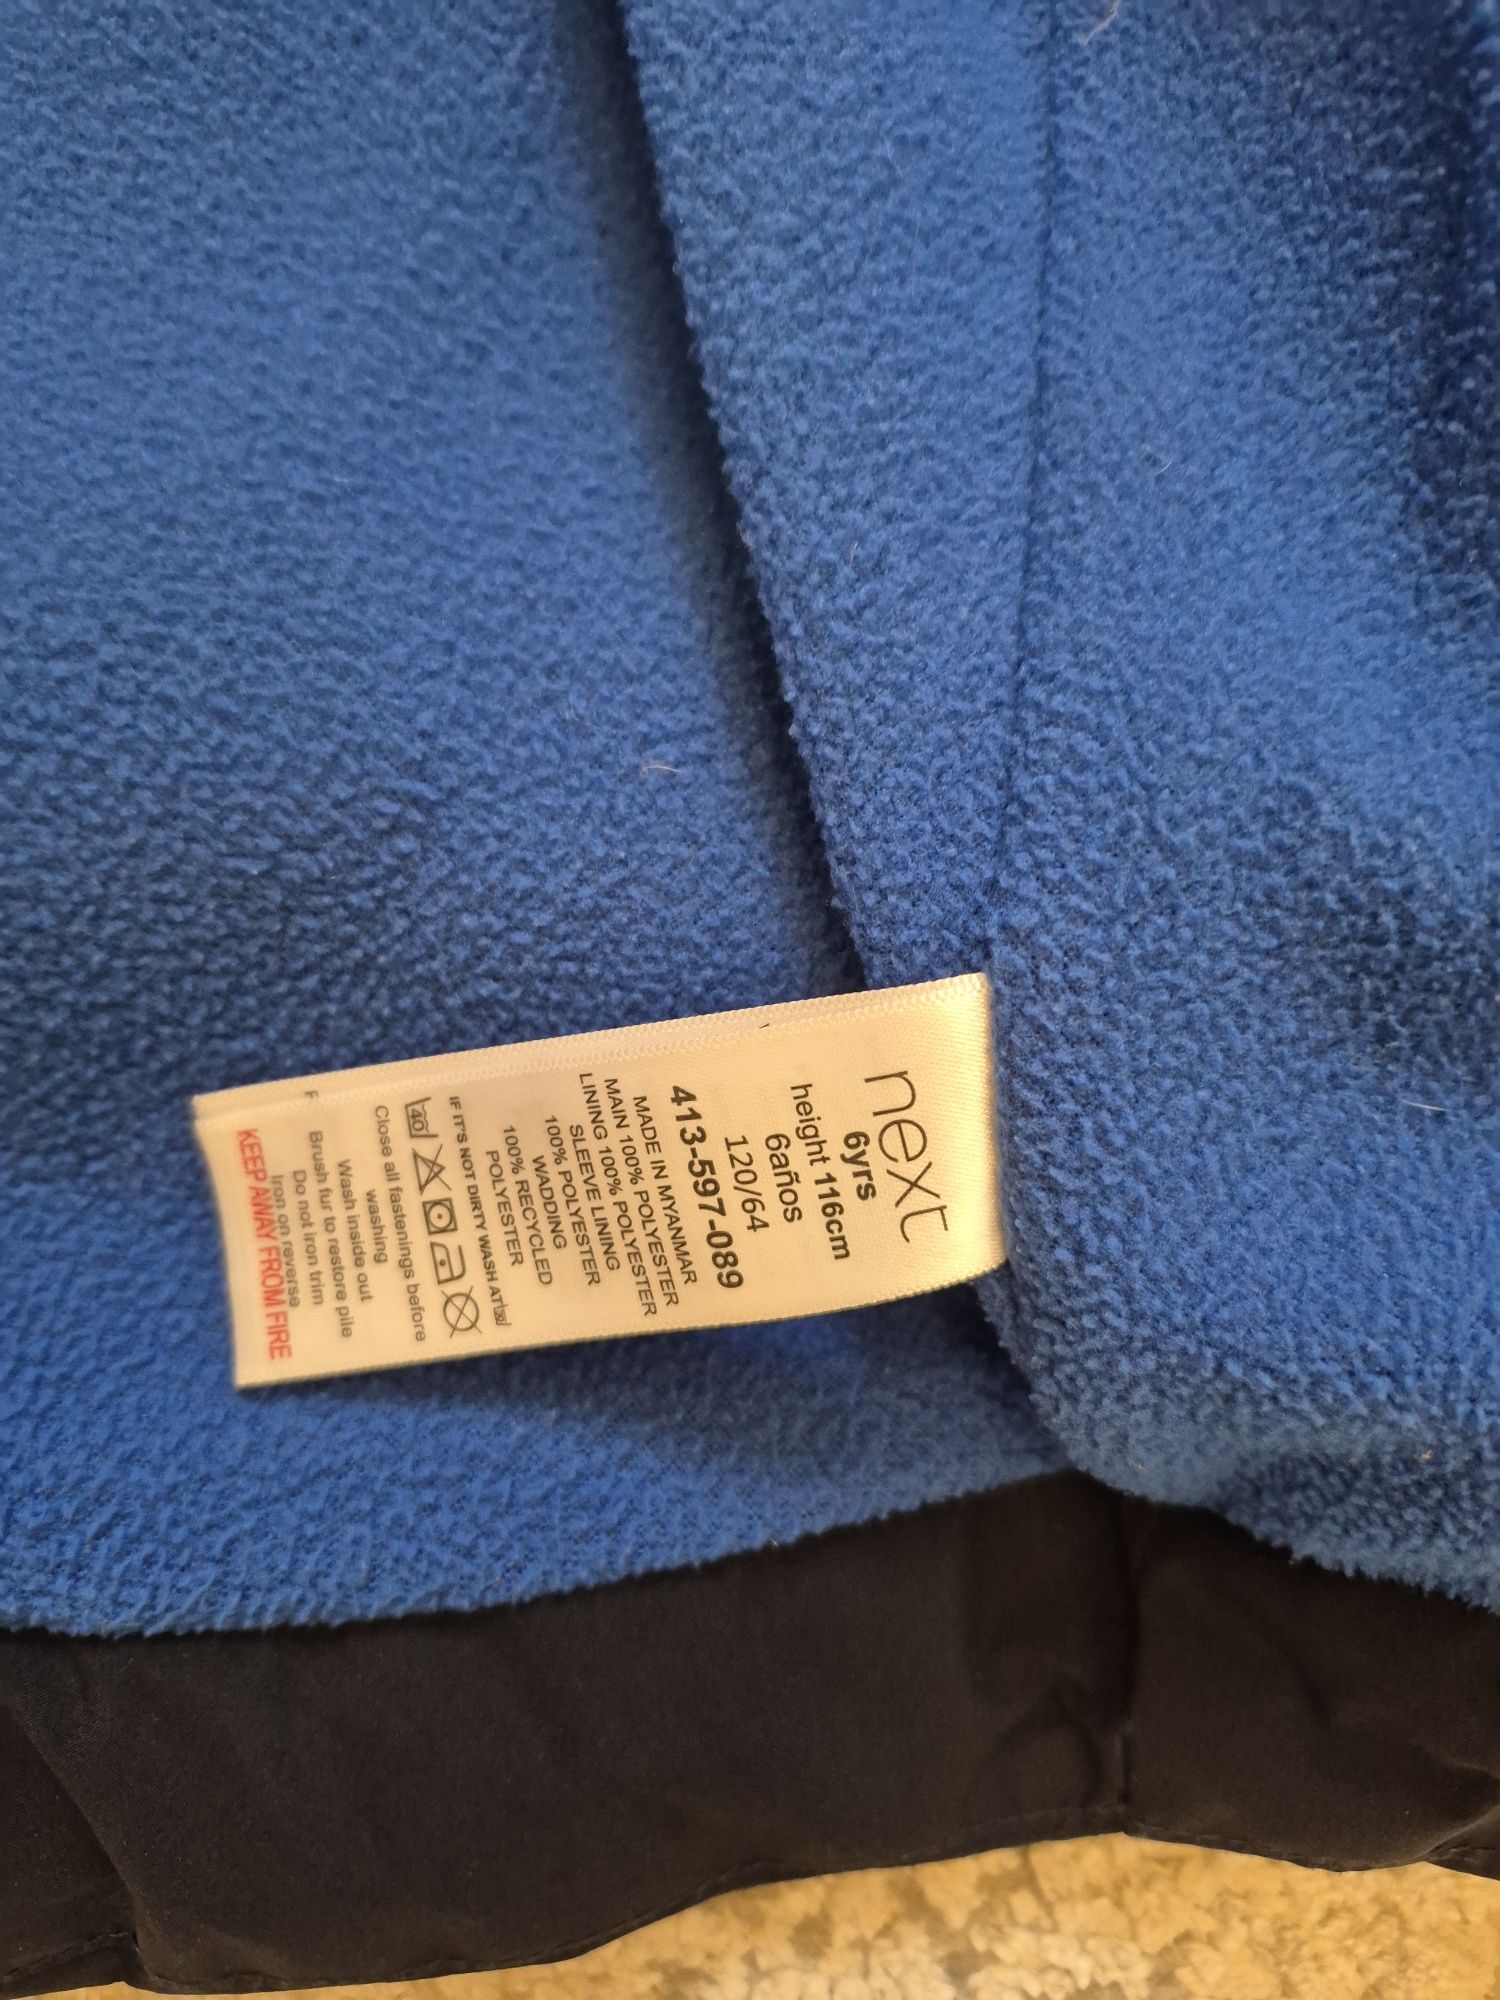 next
6yrs
height 116cm
6años
120/64
413-597-089
MADE IN MYANMAR
MAIN 100% POLYESTER
LINING 100% POLYESTER
SLEEVE LINING
100% POLYESTER
WADDING
100% RECYCLED
POLYESTER
IF IT'S NOT DIRTY WASH AT 30
40
Close all fastenings before
washing
Wash inside out
Brush fur to restore pile
Do not iron trim
Iron on reverse
KEEP AWAY FROM FIRE
F